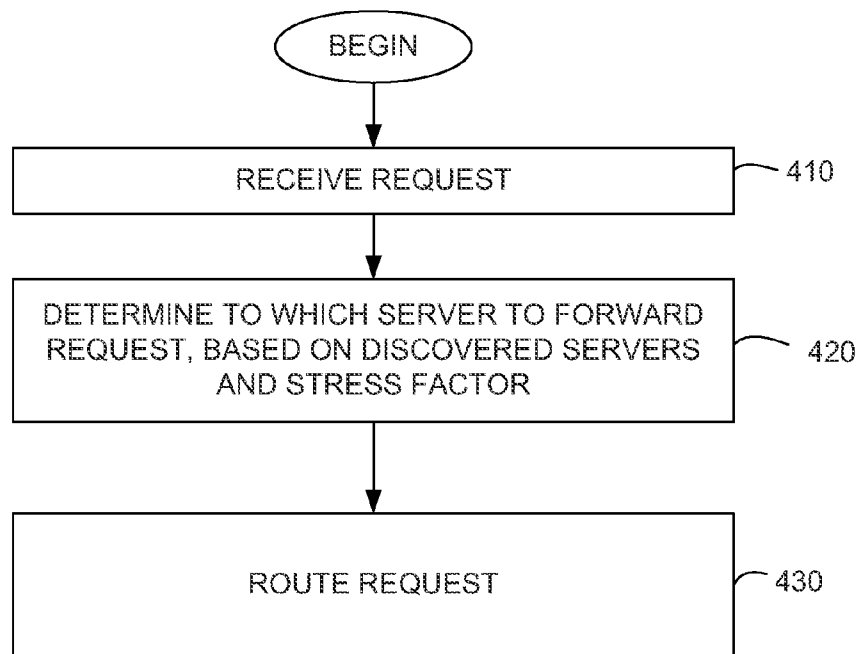 BEGIN
RECEIVE REQUEST
410
DETERMINE TO WHICH SERVER TO FORWARD
REQUEST, BASED ON DISCOVERED SERVERS
AND STRESS FACTOR
420
ROUTE REQUEST
430